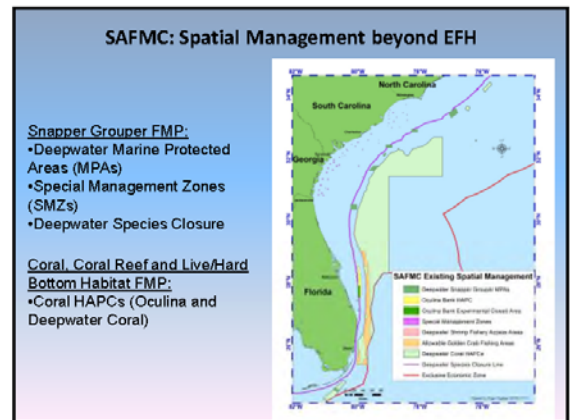 SAFMC: Spatial Management beyond EFH
Snapper Grouper FMP:
•Deepwater Marine Protected
Areas (MPAs)
•Special Management Zones
(SMZs)
•Deepwater Species Closure
Coral, Coral Reef and Live/Hard
Bottom Habitat FMP:
•Coral HAPCs (Oculina and
Deepwater Coral)
North Carolina
South Carolina
Georgia
Florida
SAFMC Existing Spatial Management
Deepwater Snapper Grouper MPAs
Oculina Bank HAPC
Oculina Bank Experimental Closed Area
Special Management Zones
Deepwater Shrimp Fishery Access Areas
Allowable Golden Crab Fishing Areas
Deepwater Coral HAPCs
Deepwater Species Closure Line
Exclusive Economic Zone